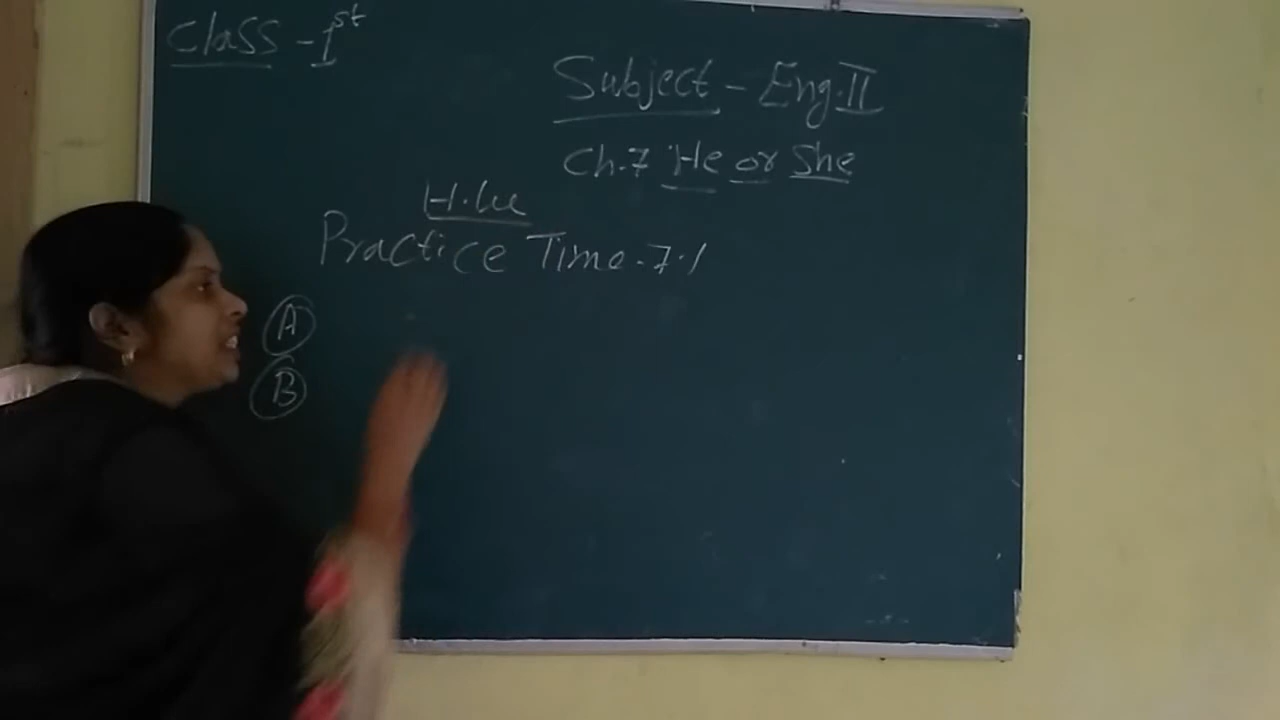 Class - 1st
Subject - Eng.II
Ch.7 He or She
H.w
Practice Time-7.1
A
B